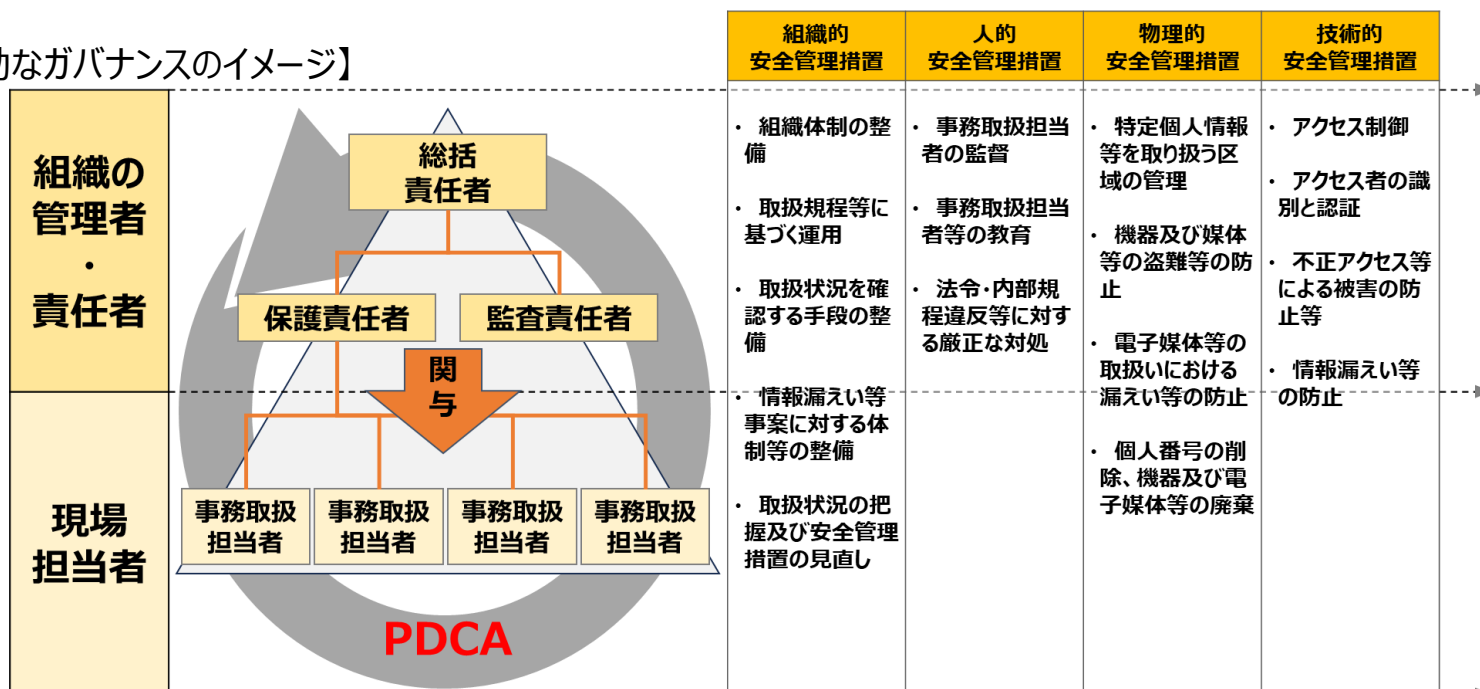 なガバナンスのイメージ】
組織の
管理者
・
責任者
現場
担当者
総括
責任者
保護責任者
監査責任者
関
与
事務取扱
担当者
事務取扱
担当者
事務取扱
担当者
事務取扱
担当者
PDCA
組織的
安全管理措置
・ 組織体制の整
備
・ 取扱規程等に
基づく運用
・ 取扱状況を確
認する手段の整
備
・ 情報漏えい等
事案に対する体
制等の整備
・ 取扱状況の把
握及び安全管理
措置の見直し
人的
安全管理措置
・ 事務取扱担当
者の監督
・ 事務取扱担当
者等の教育
・ 法令・内部規
程違反等に対す
る厳正な対処
物理的
安全管理措置
・ 特定個人情報
等を取り扱う区
域の管理
・ 機器及び媒体
等の盗難等の防
止
・ 電子媒体等の
取扱いにおける
漏えい等の防止
・ 個人番号の削
除、機器及び電
子媒体等の廃棄
技術的
安全管理措置
・ アクセス制御
・ アクセス者の識
別と認証
・ 不正アクセス等
による被害の防
止等
・ 情報漏えい等
の防止